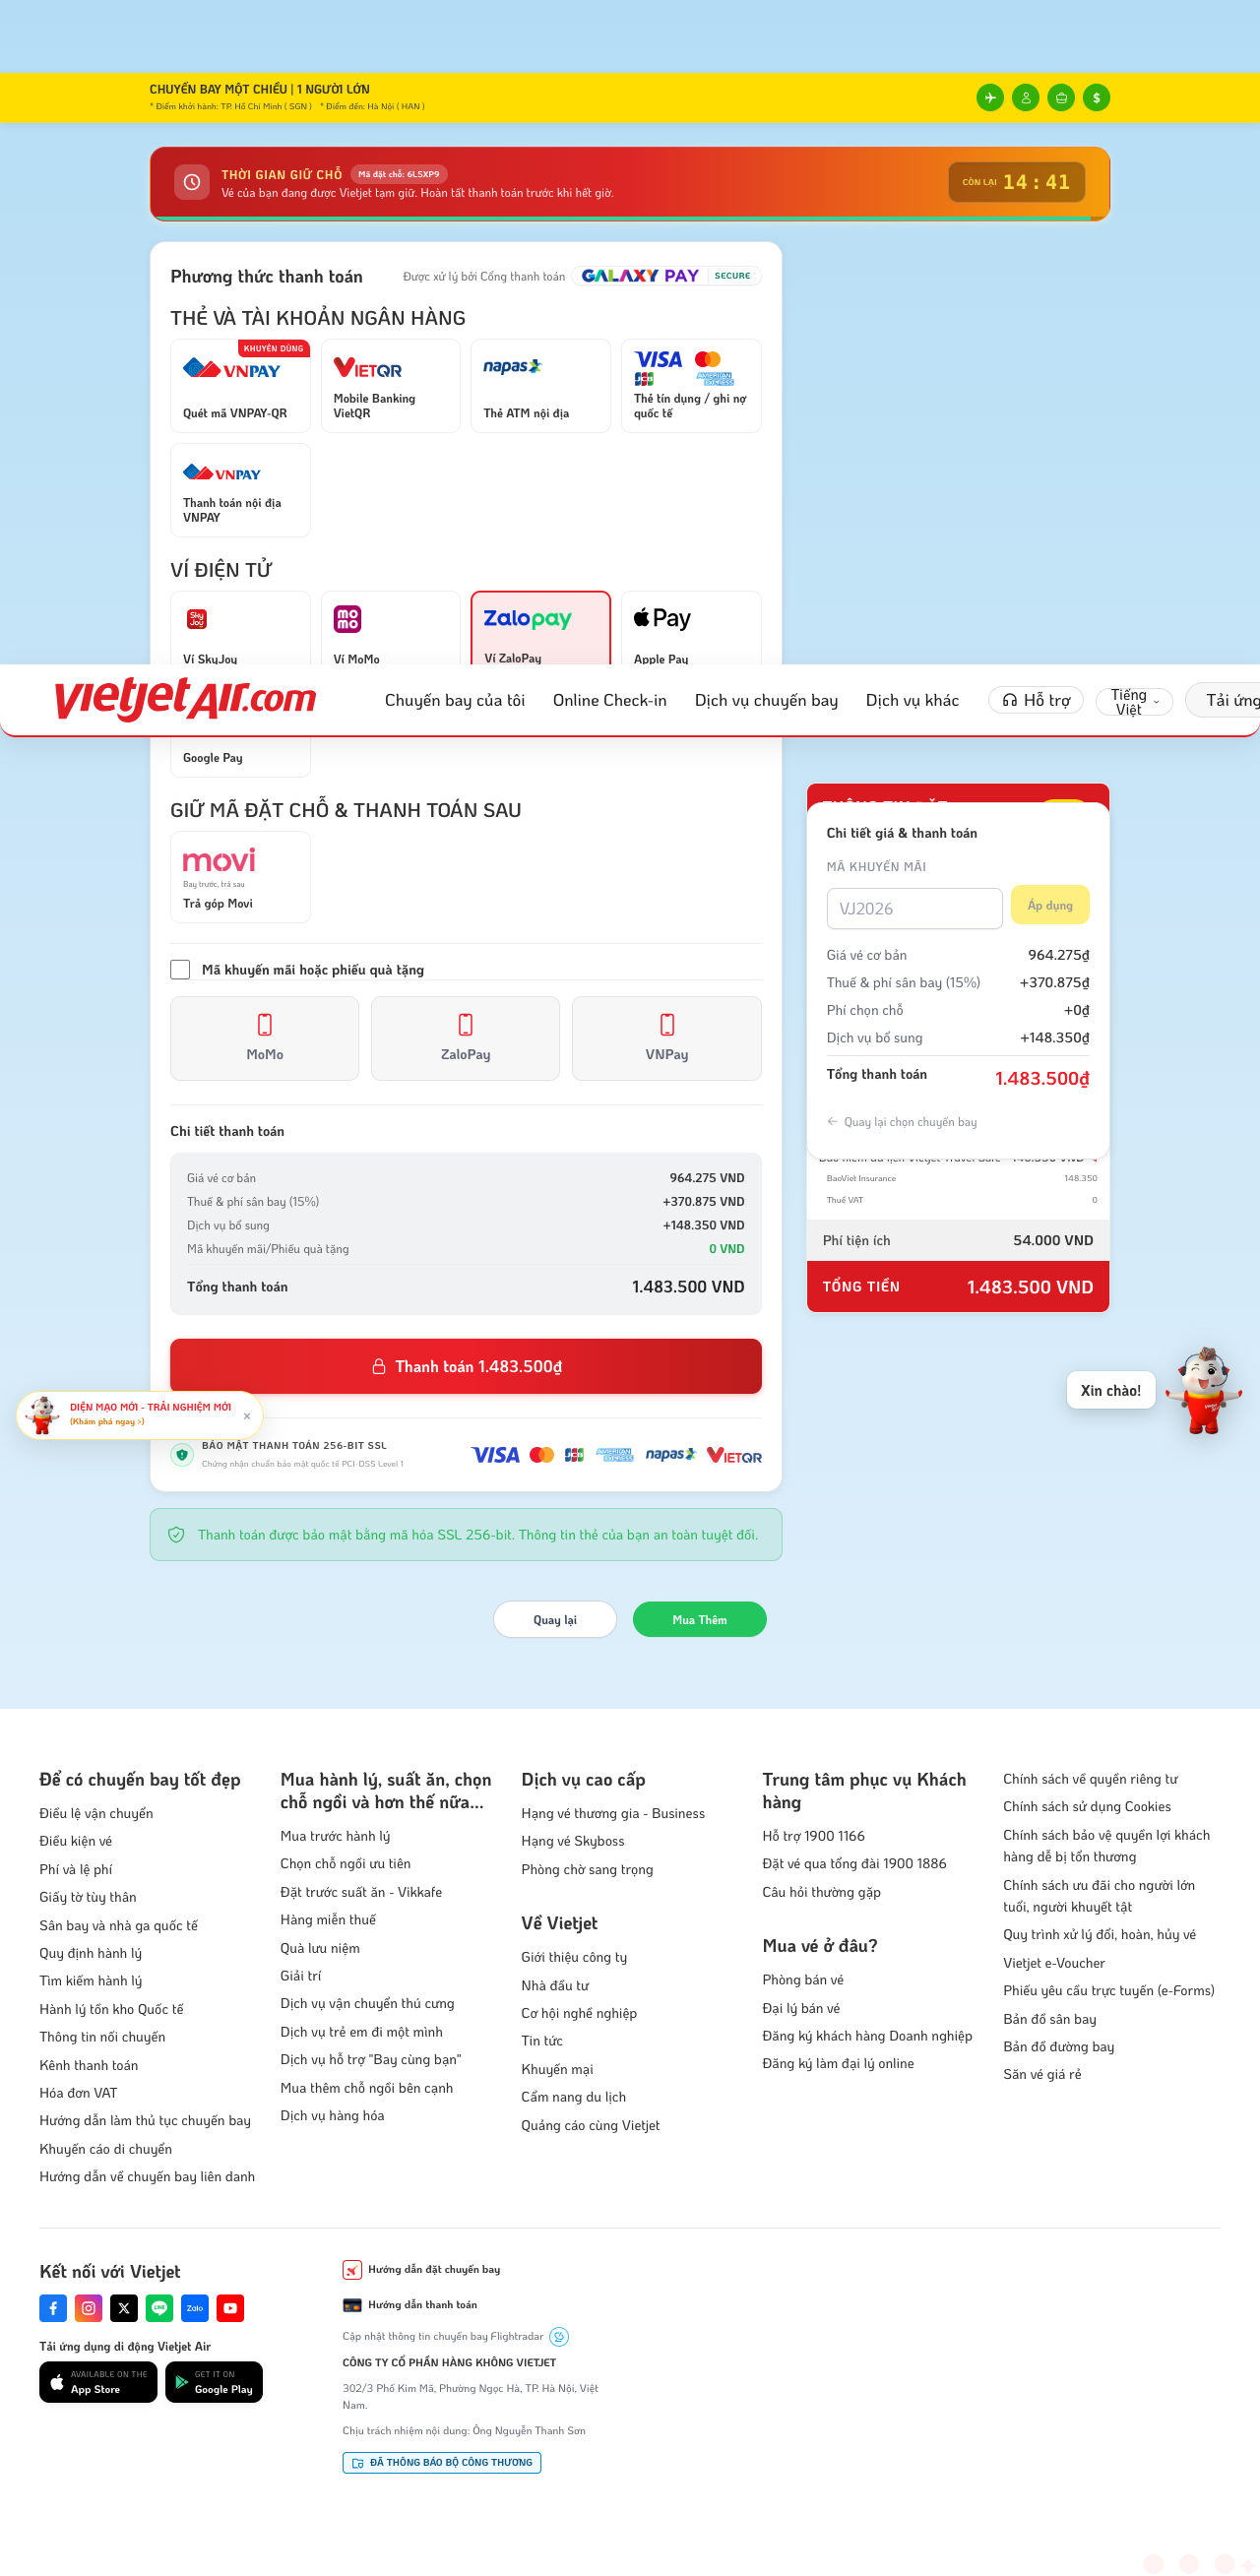 CHUYẾN BAY MỘT CHIỀU | 1 NGƯỜI LỚN
* Điểm khởi hành: TP. Hồ Chí Minh ( SGN ) * Điểm đến: Hà Nội ( HAN )
$
THỜI GIAN GIỮ CHỖ Mã đặt chỗ: 6L5XP9
Vé của bạn đang được Vietjet tạm giữ. Hoàn tất thanh toán trước khi hết giờ.
CÒN LẠI 14 : 41
Phương thức thanh toán
Được xử lý bởi Cổng thanh toán GALAXY PAY SECURE
THẺ VÀ TÀI KHOẢN NGÂN HÀNG
KHUYÊN DÙNG
VNPAY
Quét mã VNPAY-QR
VIETQR
Mobile Banking VietQR
napas
Thẻ ATM nội địa
VISA
JCB AMERICAN EXPRESS
Thẻ tín dụng / ghi nợ quốc tế
VNPAY
Thanh toán nội địa VNPAY
VÍ ĐIỆN TỬ
Sky Joy
Ví SkyJoy
mo mo
Ví MoMo
Zalopay
Ví ZaloPay
Pay
Apple Pay
vietjetAir.com
Chuyến bay của tôi
Online Check-in
Dịch vụ chuyến bay
Dịch vụ khác
Hỗ trợ
Tiếng Việt
Tải ứng
Google Pay
GIỮ MÃ ĐẶT CHỖ & THANH TOÁN SAU
movi
Bay trước, trả sau
Trả góp Movi
Mã khuyến mãi hoặc phiếu quà tặng
MoMo
ZaloPay
VNPay
Chi tiết thanh toán
Giá vé cơ bản 964.275 VND
Thuế & phí sân bay (15%) +370.875 VND
Dịch vụ bổ sung +148.350 VND
Mã khuyến mãi/Phiếu quà tặng 0 VND
Tổng thanh toán 1.483.500 VND
Thanh toán 1.483.500₫
BẢO MẬT THANH TOÁN 256-BIT SSL
Chứng nhận chuẩn bảo mật quốc tế PCI-DSS Level 1
VISA JCB AMERICAN EXPRESS napas VIETQR
Thanh toán được bảo mật bằng mã hóa SSL 256-bit. Thông tin thẻ của bạn an toàn tuyệt đối.
Quay lại
Mua Thêm
Chi tiết giá & thanh toán
MÃ KHUYẾN MÃI
VJ2026
Áp dụng
Giá vé cơ bản 964.275₫
Thuế & phí sân bay (15%) +370.875₫
Phí chọn chỗ +0₫
Dịch vụ bổ sung +148.350₫
Tổng thanh toán 1.483.500₫
Quay lại chọn chuyến bay
BaoViet Insurance 148.350
Thuế VAT 0
Phí tiện ích 54.000 VND
TỔNG TIỀN 1.483.500 VND
Xin chào!
DIỆN MẠO MỚI - TRẢI NGHIỆM MỚI
(Khám phá ngay >)
×
Để có chuyến bay tốt đẹp
Điều lệ vận chuyển
Điều kiện vé
Phí và lệ phí
Giấy tờ tùy thân
Sân bay và nhà ga quốc tế
Quy định hành lý
Tìm kiếm hành lý
Hành lý tồn kho Quốc tế
Thông tin nối chuyến
Kênh thanh toán
Hóa đơn VAT
Hướng dẫn làm thủ tục chuyến bay
Khuyến cáo di chuyển
Hướng dẫn về chuyến bay liên danh
Mua hành lý, suất ăn, chọn
chỗ ngồi và hơn thế nữa...
Mua trước hành lý
Chọn chỗ ngồi ưu tiên
Đặt trước suất ăn - Vikkafe
Hàng miễn thuế
Quà lưu niệm
Giải trí
Dịch vụ vận chuyển thú cưng
Dịch vụ trẻ em đi một mình
Dịch vụ hỗ trợ "Bay cùng bạn"
Mua thêm chỗ ngồi bên cạnh
Dịch vụ hàng hóa
Dịch vụ cao cấp
Hạng vé thương gia - Business
Hạng vé Skyboss
Phòng chờ sang trọng
Về Vietjet
Giới thiệu công ty
Nhà đầu tư
Cơ hội nghề nghiệp
Tin tức
Khuyến mại
Cẩm nang du lịch
Quảng cáo cùng Vietjet
Trung tâm phục vụ Khách
hàng
Hỗ trợ 1900 1166
Đặt vé qua tổng đài 1900 1886
Câu hỏi thường gặp
Mua vé ở đâu?
Phòng bán vé
Đại lý bán vé
Đăng ký khách hàng Doanh nghiệp
Đăng ký làm đại lý online
Chính sách về quyền riêng tư
Chính sách sử dụng Cookies
Chính sách bảo vệ quyền lợi khách
hàng dễ bị tổn thương
Chính sách ưu đãi cho người lớn
tuổi, người khuyết tật
Quy trình xử lý đổi, hoàn, hủy vé
Vietjet e-Voucher
Phiếu yêu cầu trực tuyến (e-Forms)
Bản đồ sân bay
Bản đồ đường bay
Săn vé giá rẻ
Kết nối với Vietjet
Zalo
Tải ứng dụng di động Vietjet Air
AVAILABLE ON THE
App Store
GET IT ON
Google Play
Hướng dẫn đặt chuyến bay
Hướng dẫn thanh toán
Cập nhật thông tin chuyến bay Flightradar
CÔNG TY CỔ PHẦN HÀNG KHÔNG VIETJET
302/3 Phố Kim Mã, Phường Ngọc Hà, TP. Hà Nội, Việt
Nam.
Chịu trách nhiệm nội dung: Ông Nguyễn Thanh Sơn
ĐÃ THÔNG BÁO BỘ CÔNG THƯƠNG